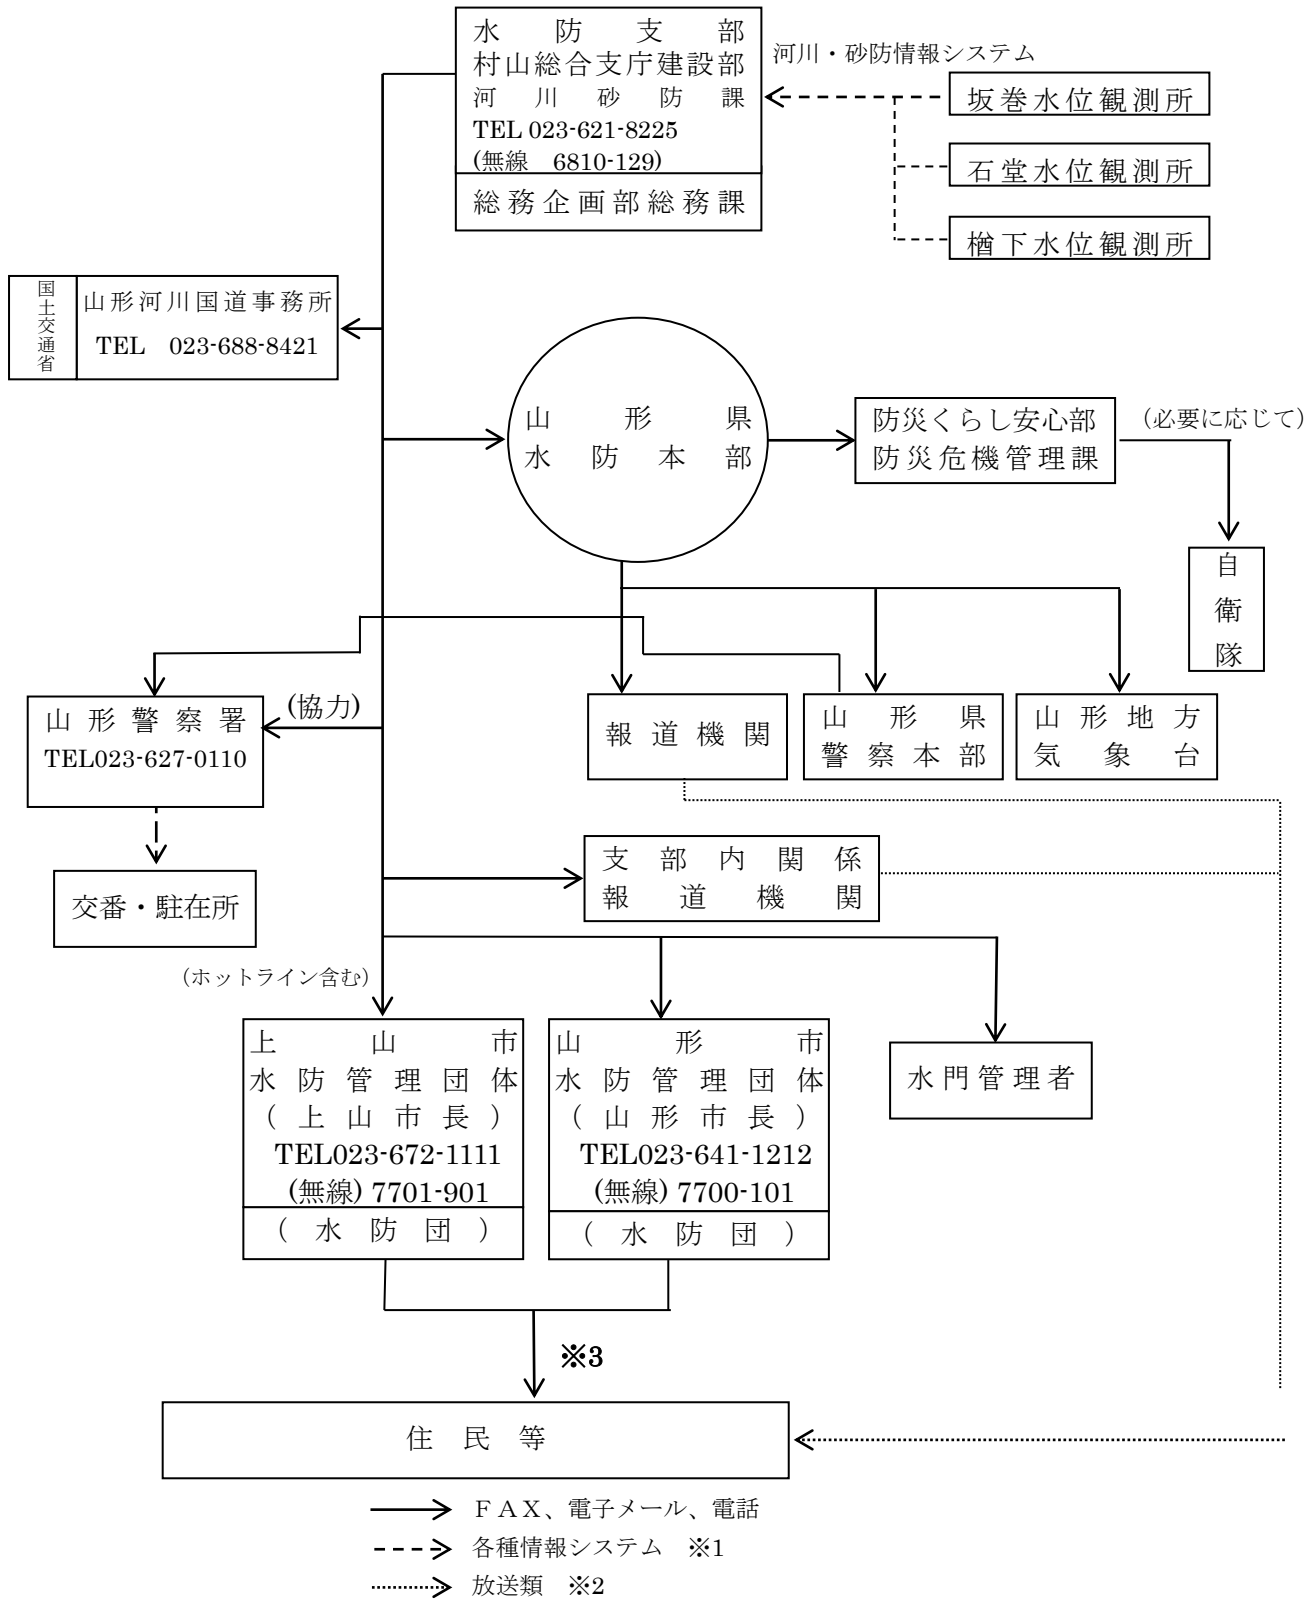 水防支部
村山総合支庁建設部
河川砂防課
TEL 023-621-8225
(無線 6810-129)
総務企画部総務課
河川・砂防情報システム
坂巻水位観測所
石堂水位観測所
楢下水位観測所
国土交通省
山形河川国道事務所
TEL 023-688-8421
山形県
水防本部
防災くらし安心部
防災危機管理課
(必要に応じて)
自衛隊
山形警察署
TEL023-627-0110
(協力)
報道機関
山形県
警察本部
山形地方
気象台
交番・駐在所
支部内関係
報道機関
(ホットライン含む)
上山市
水防管理団体
(上山市長)
TEL023-672-1111
(無線) 7701-901
(水防団)
山形市
水防管理団体
(山形市長)
TEL023-641-1212
(無線) 7700-101
(水防団)
水門管理者
※3
住民等
ＦＡＸ、電子メール、電話
各種情報システム ※1
放送類 ※2